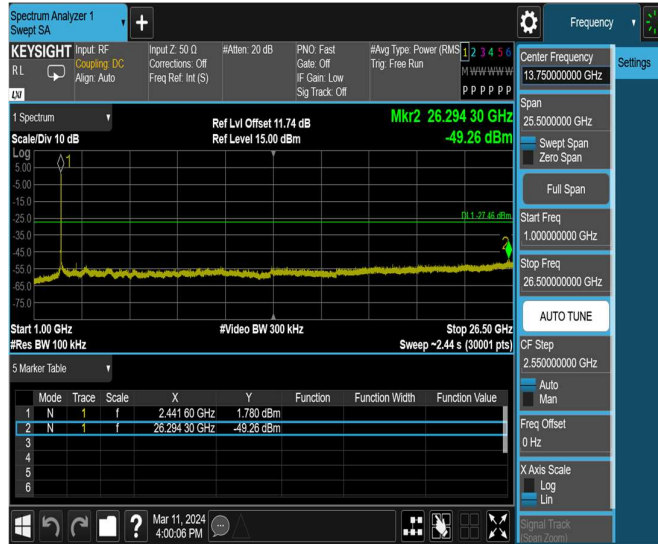 Spectrum Analyzer 1
Swept SA
+
Frequency
KEYSIGHT
RL
LXI
Input: RF
Coupling: DC
Align: Auto
Input Z: 50 Ω
Corrections: Off
Freq Ref: Int (S)
#Atten: 20 dB
PNO: Fast
Gate: Off
IF Gain: Low
Sig Track: Off
#Avg Type: Power (RMS
Trig: Free Run
1 2 3 4 5 6
M W W W W W
P P P P P P
1 Spectrum
Scale/Div 10 dB
Ref Lvl Offset 11.74 dB
Ref Level 15.00 dBm
Mkr2 26.294 30 GHz
-49.26 dBm
Log
5.00
-5.00
-15.0
-25.0
-35.0
-45.0
-55.0
-65.0
-75.0
1
2
DL1 -27.46 dBm
Start 1.00 GHz
#Res BW 100 kHz
#Video BW 300 kHz
Stop 26.50 GHz
Sweep ~2.44 s (30001 pts)
5 Marker Table
Mode Trace Scale X Y Function Function Width Function Value
1 N 1 f 2.441 60 GHz 1.780 dBm
2 N 1 f 26.294 30 GHz -49.26 dBm
3
4
5
6
?
Mar 11, 2024
4:00:06 PM
Center Frequency
13.750000000 GHz
Settings
Span
25.5000000 GHz
Swept Span
Zero Span
Full Span
Start Freq
1.000000000 GHz
Stop Freq
26.500000000 GHz
AUTO TUNE
CF Step
2.550000000 GHz
Auto
Man
Freq Offset
0 Hz
X Axis Scale
Log
Lin
Signal Track
(Span Zoom)